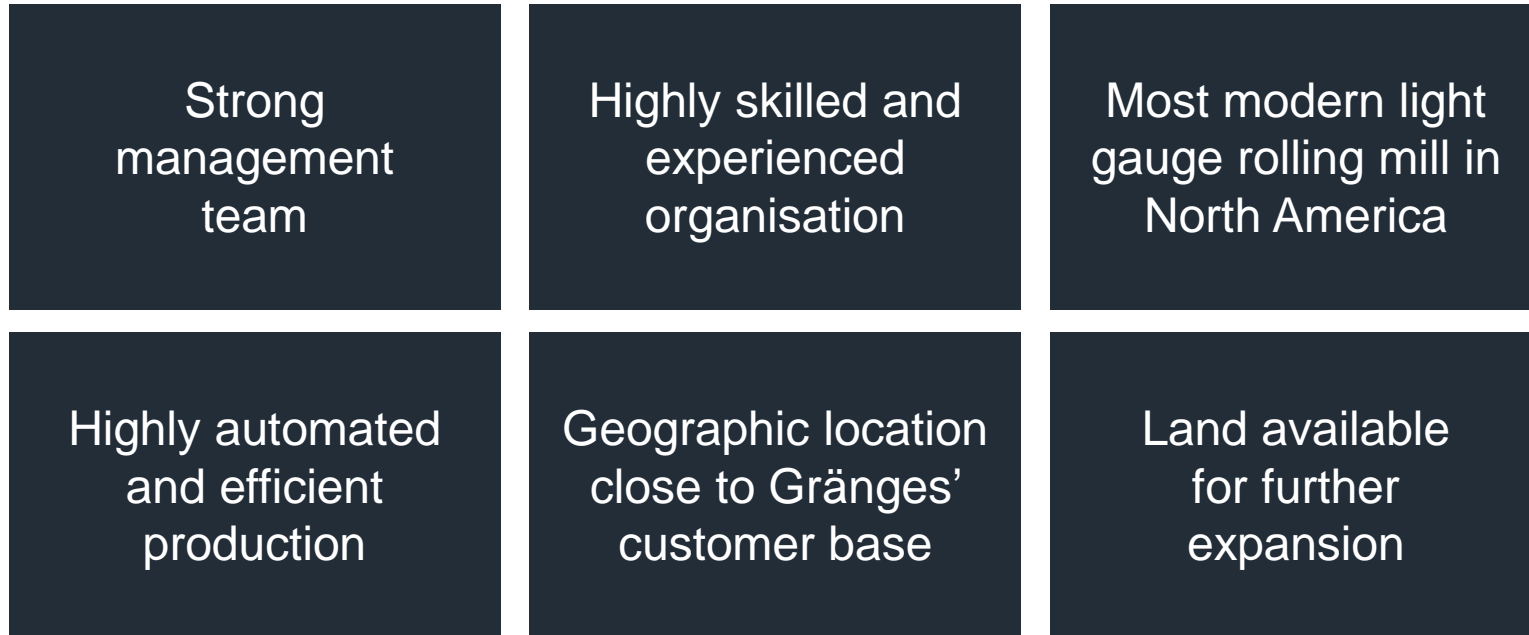 Strong
management
team
Highly skilled and
experienced
organisation
Most modern light
gauge rolling mill in
North America
Highly automated
and efficient
production
Geographic location
close to Gränges’
customer base
Land available
for further
expansion